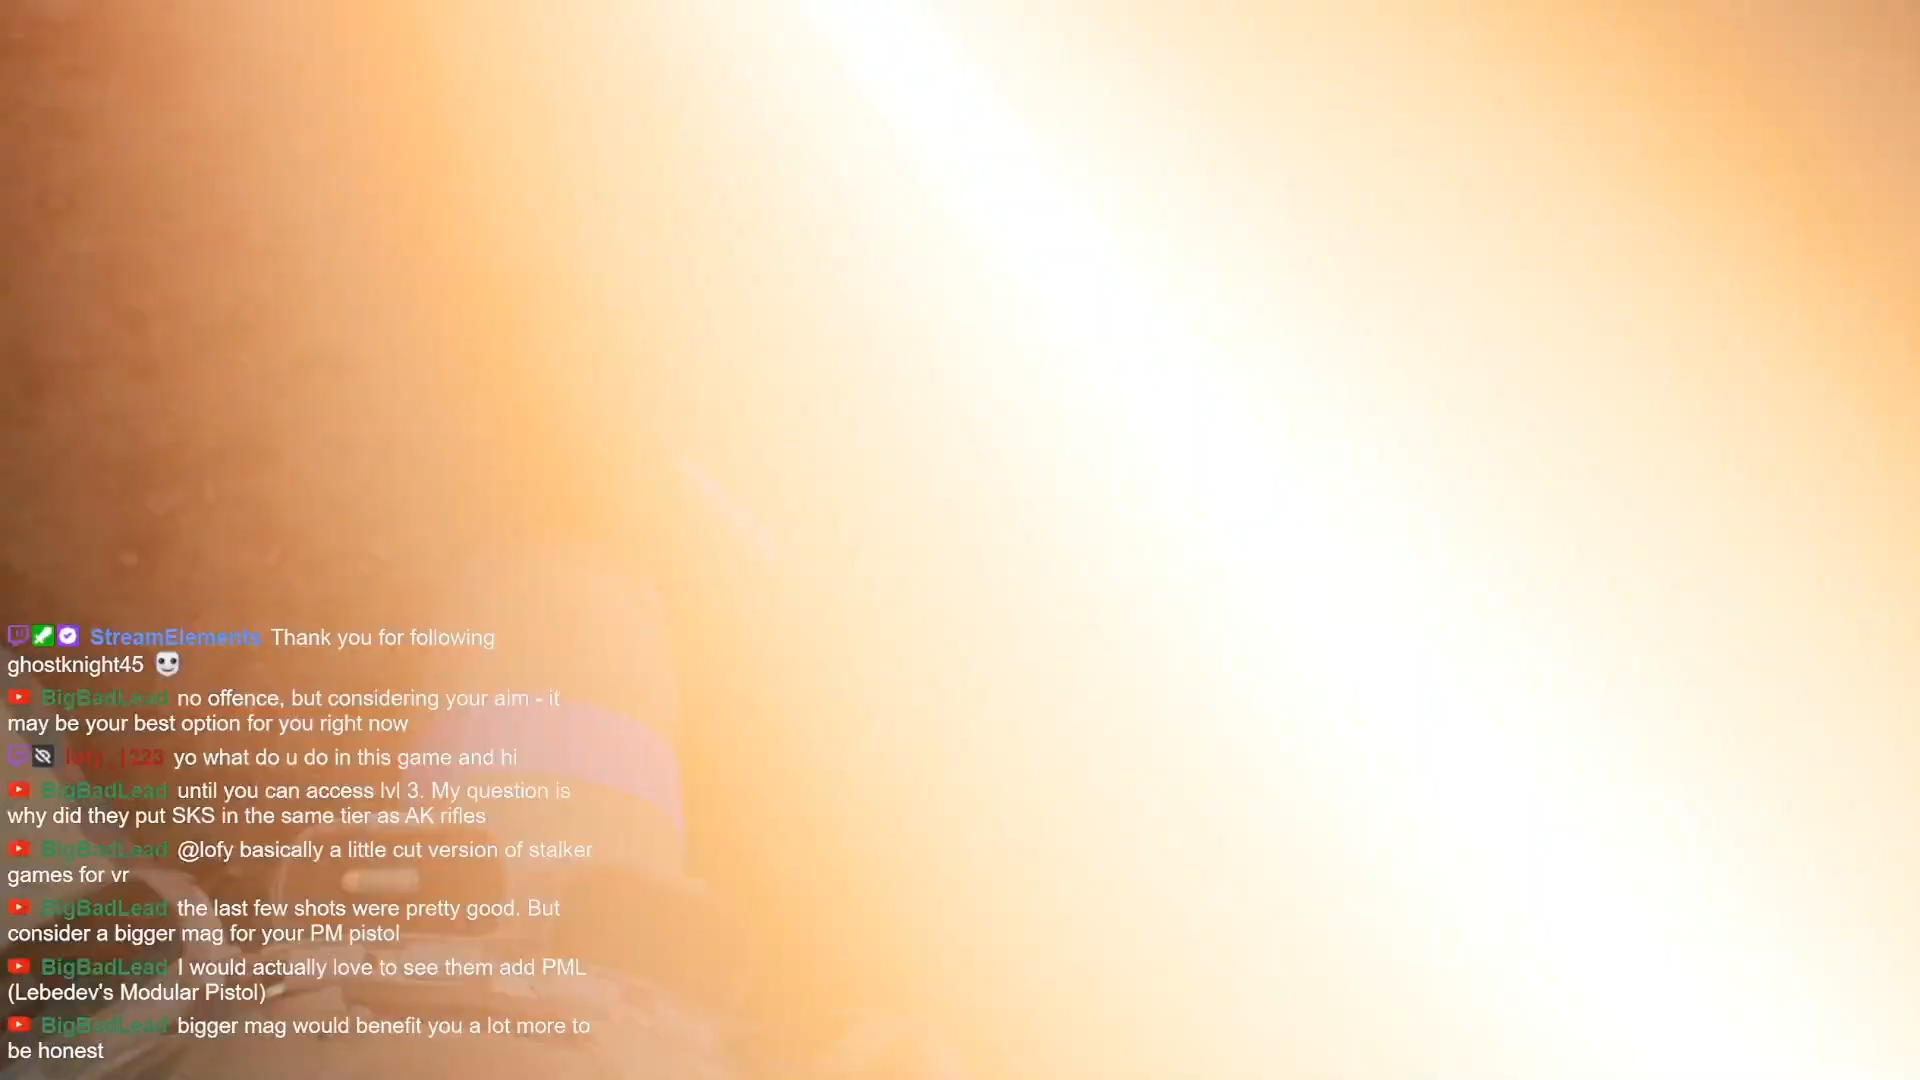 StreamElements Thank you for following
ghostknight45
BigBadLead no offence, but considering your aim - it
may be your best option for you right now
lofy_1223 yo what do u do in this game and hi
BigBadLead until you can access lvl 3. My question is
why did they put SKS in the same tier as AK rifles
BigBadLead @lofy basically a little cut version of stalker
games for vr
BigBadLead the last few shots were pretty good. But
consider a bigger mag for your PM pistol
BigBadLead I would actually love to see them add PML
(Lebedev's Modular Pistol)
BigBadLead bigger mag would benefit you a lot more to
be honest